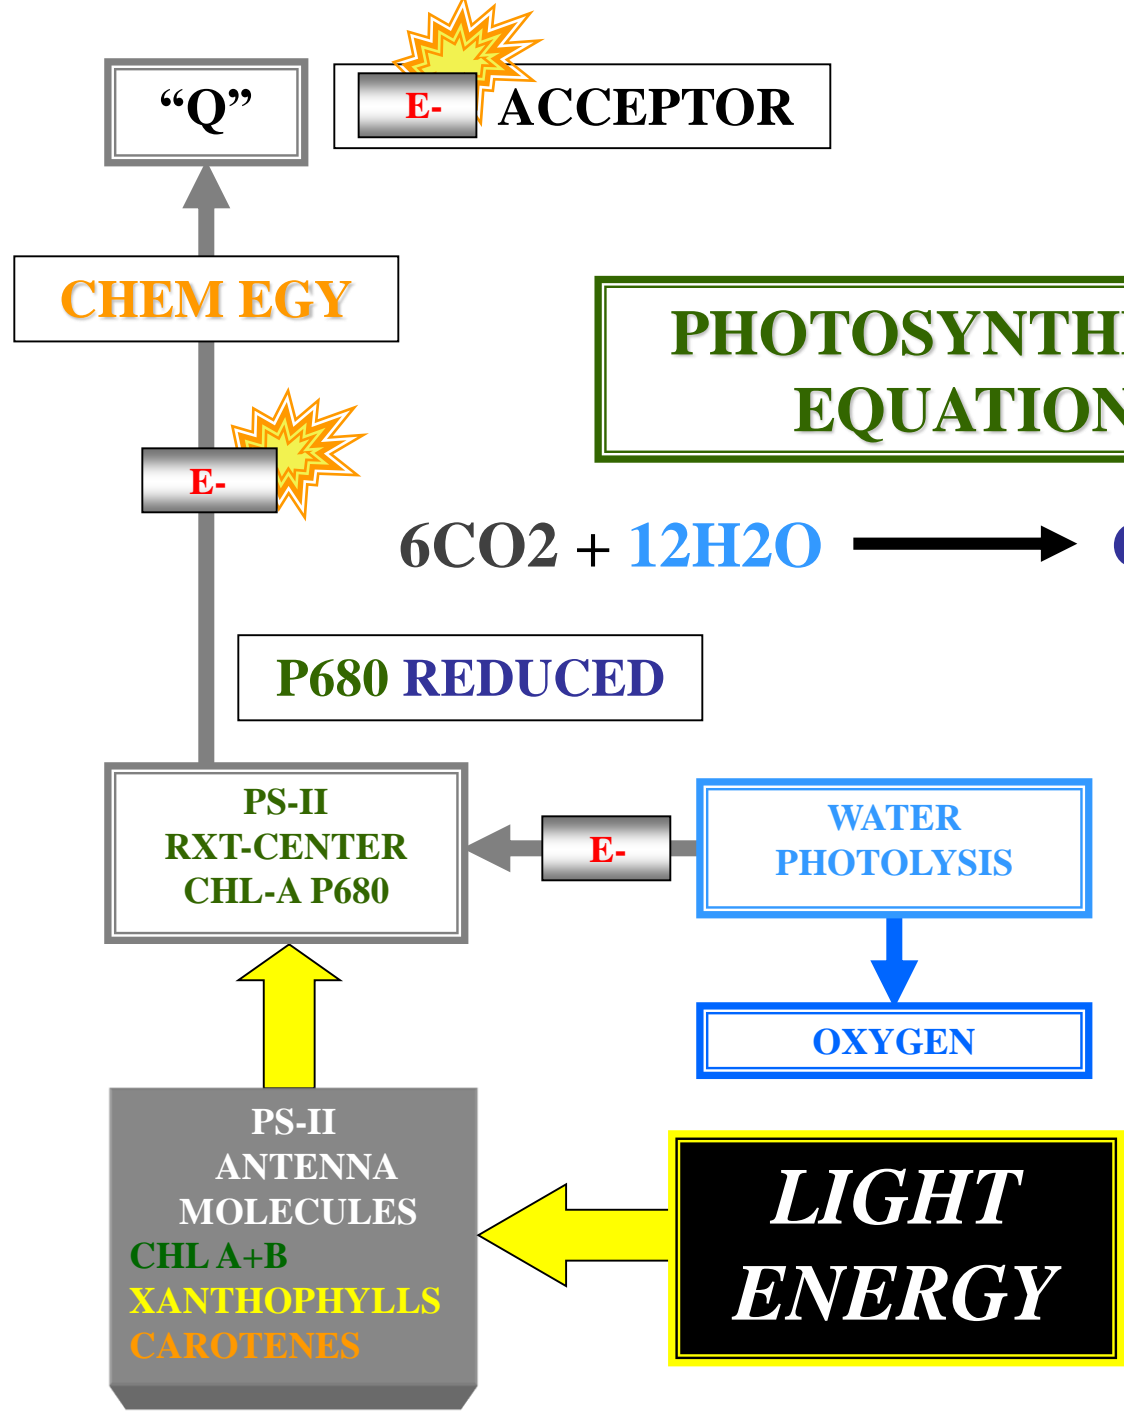 “Q”
E- ACCEPTOR
CHEM EGY
E-
EQUATION
6CO2 + 12H2O
P680 REDUCED
PS-II
RXT-CENTER
CHL-A P680
E-
WATER
PHOTOLYSIS
OXYGEN
PS-II
ANTENNA
MOLECULES
CHL A+B
XANTHOPHYLLS
CAROTENES
LIGHT
ENERGY